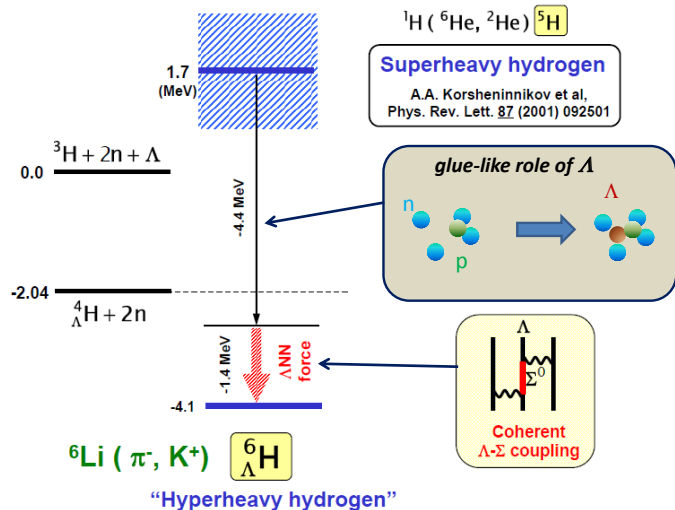 ¹H ( ⁶He, ²He) ⁵H
Superheavy hydrogen
A.A. Korsheninnikov et al,
Phys. Rev. Lett. 87 (2001) 092501
1.7
(MeV)
³H + 2n + Λ
0.0
-4.4 MeV
glue-like role of Λ
n
p
Λ
-2.04
⁴ΛH + 2n
-1.4 MeV
ΛNN
force
-4.1
Λ
Σ⁰
Coherent
Λ-Σ coupling
⁶Li ( π⁻, K⁺) ⁶ΛH
“Hyperheavy hydrogen”